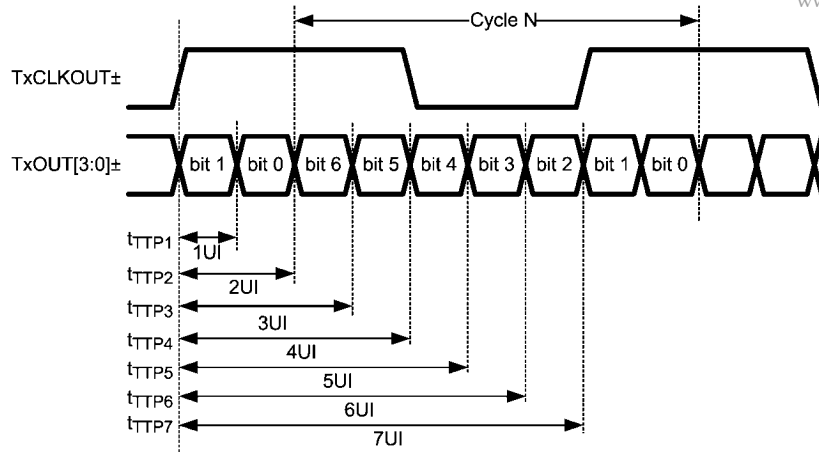 ww
Cycle N
TxCLKOUT±
TxOUT[3:0]±
bit 1 bit 0 bit 6 bit 5 bit 4 bit 3 bit 2 bit 1 bit 0
tTTP1
1UI
tTTP2
2UI
tTTP3
3UI
tTTP4
4UI
tTTP5
5UI
tTTP6
6UI
tTTP7
7UI